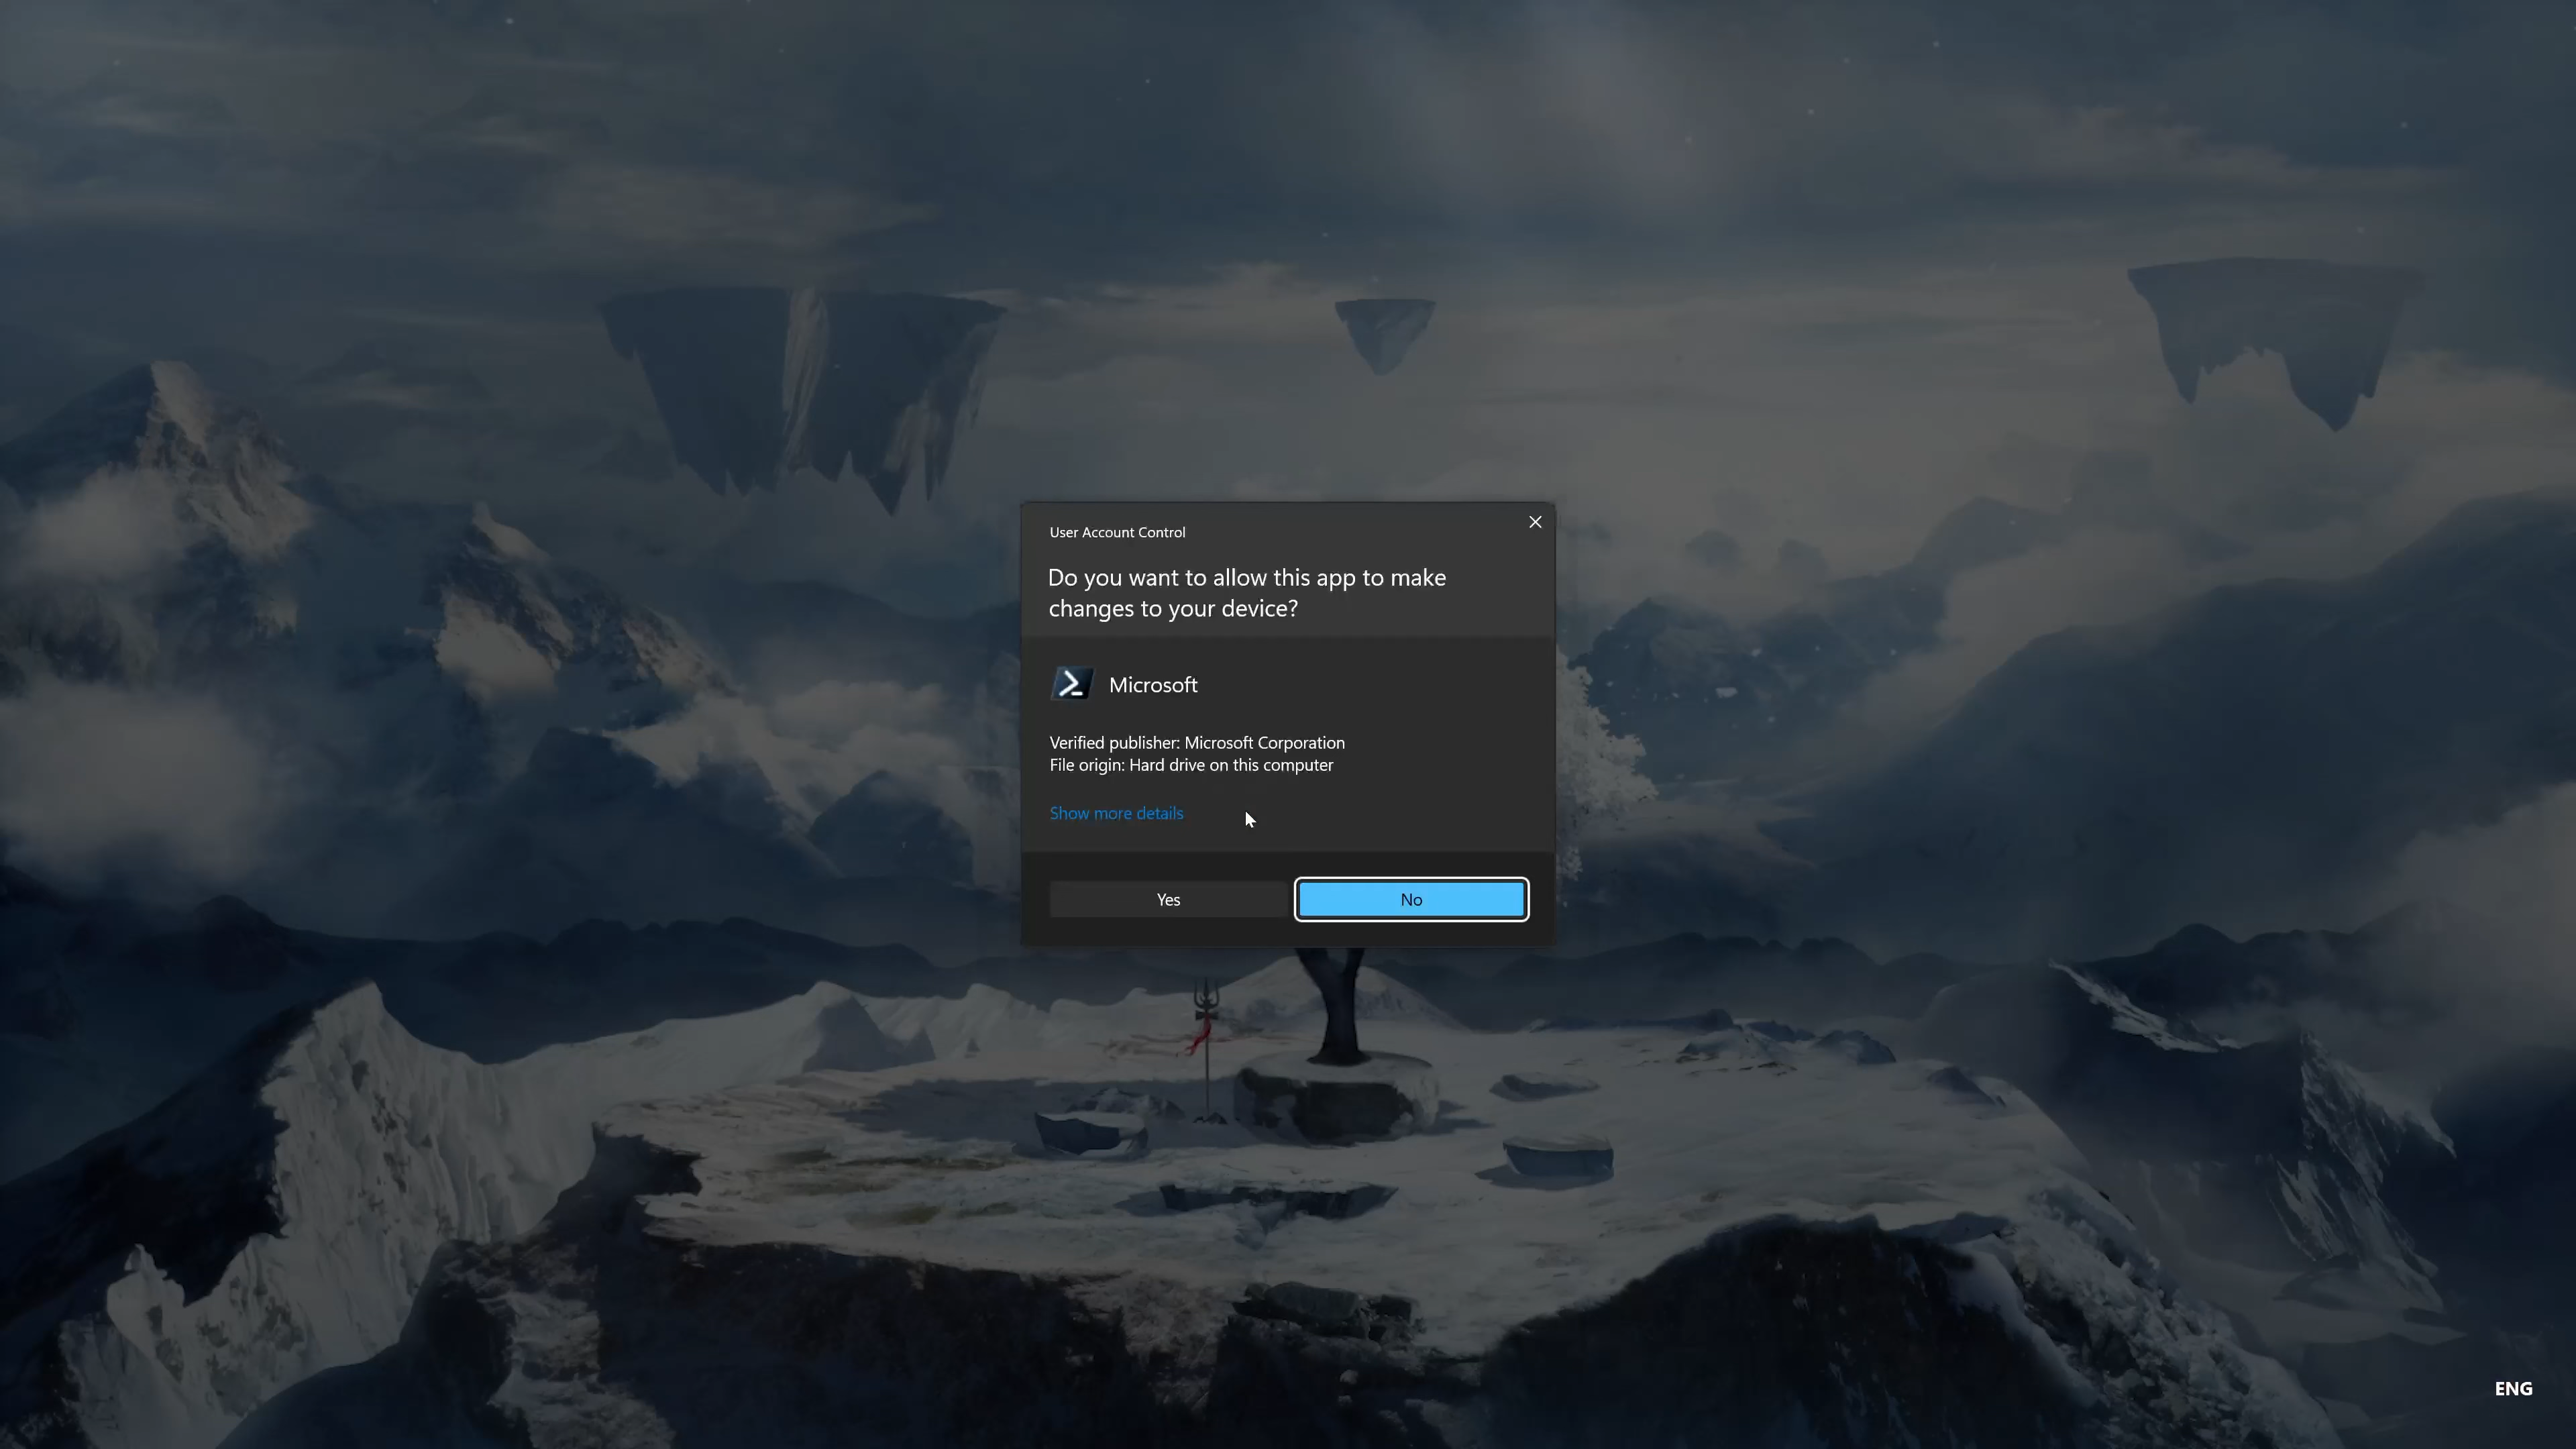 User Account Control
Do you want to allow this app to make
changes to your device?
Microsoft
Verified publisher: Microsoft Corporation
File origin: Hard drive on this computer
Show more details
Yes
No
ENG